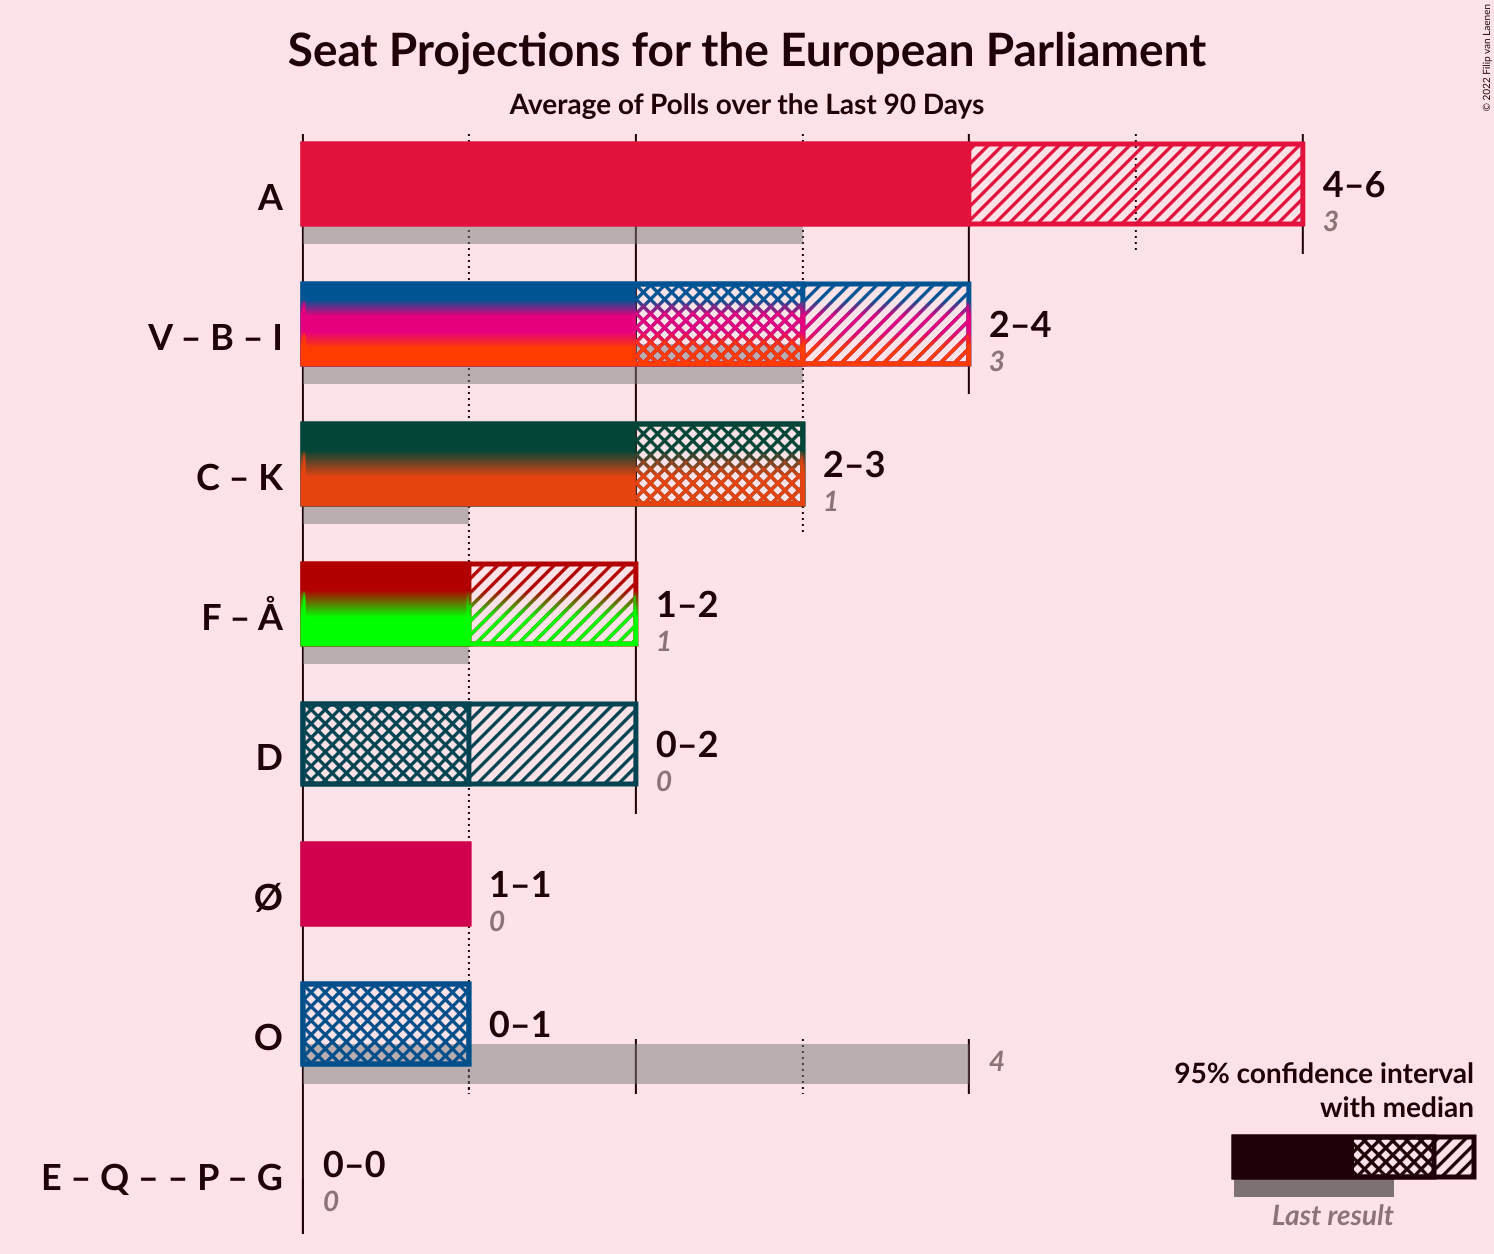 Seat Projections for the European Parliament
Average of Polls over the Last 90 Days
© 2022 Filip van Laenen
A
4–6
3
V – B – I
2–4
3
C – K
2–3
1
F – Å
1–2
1
D
0–2
0
Ø
1–1
0
O
0–1
4
E – Q – – P – G
0–0
0
95% confidence interval
with median
Last result